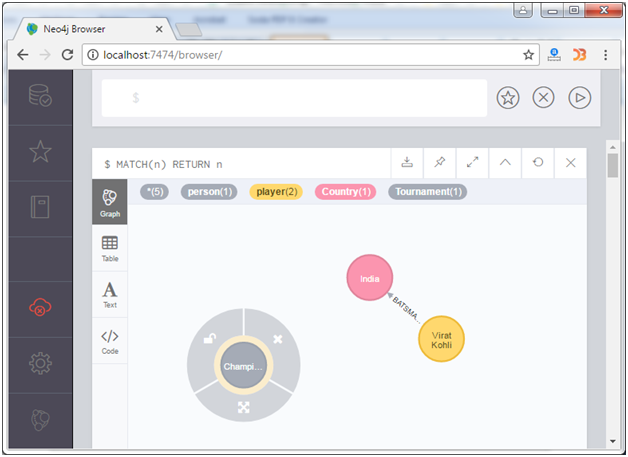 Neo4j Browser
localhost:7474/browser/
$
$ MATCH(n) RETURN n
*(5) person(1) player(2) Country(1) Tournament(1)
Graph
Table
Text
Code
India
BATSMA...
Virat
Kohli
Champi...